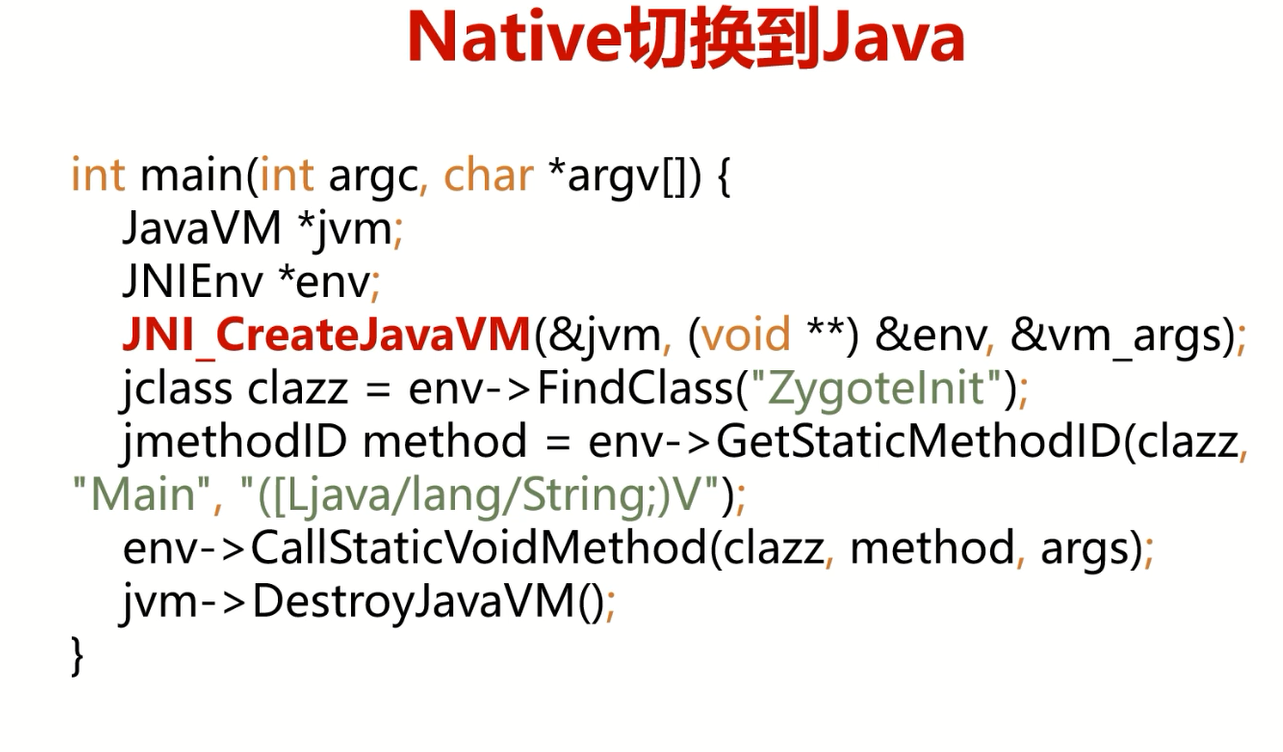 Native切换到Java
int main(int argc, char *argv[]) {
JavaVM *jvm;
JNIEnv *env;
JNI_CreateJavaVM(&jvm, (void **) &env, &vm_args);
jclass clazz = env->FindClass("ZygoteInit");
jmethodID method = env->GetStaticMethodID(clazz,
"Main", "([Ljava/lang/String;)V");
env->CallStaticVoidMethod(clazz, method, args);
jvm->DestroyJavaVM();
}